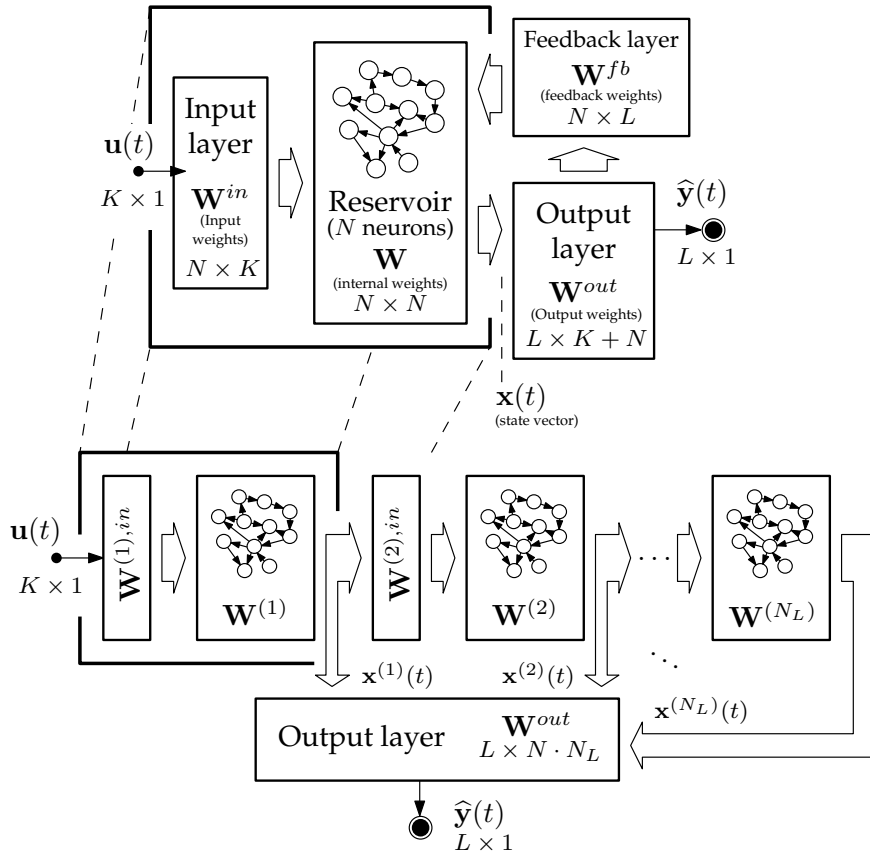 Feedback layer
W^{fb}
(feedback weights)
N × L
Input
layer
u(t)
K × 1
W^{in}
(Input
weights)
N × K
Reservoir
(N neurons)
W
(internal weights)
N × N
Output
layer
W^{out}
(Output weights)
L × K + N
ŷ(t)
L × 1
x(t)
(state vector)
u(t)
K × 1
W^{(1),in}
W^{(1)}
W^{(2),in}
W^{(2)}
...
W^{(N_L)}
x^{(1)}(t)
x^{(2)}(t)
...
x^{(N_L)}(t)
Output layer
W^{out}
L × N · N_L
ŷ(t)
L × 1